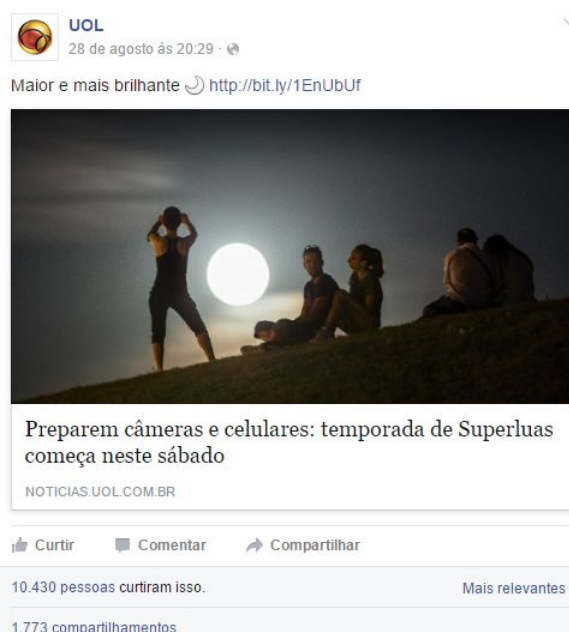 UOL
28 de agosto às 20:29 ·
Maior e mais brilhante 🌙 http://bit.ly/1EnUbUf
Preparem câmeras e celulares: temporada de Superluas
começa neste sábado
NOTICIAS.UOL.COM.BR
Curtir Comentar Compartilhar
10.430 pessoas curtiram isso. Mais relevantes
1.773 compartilhamentos